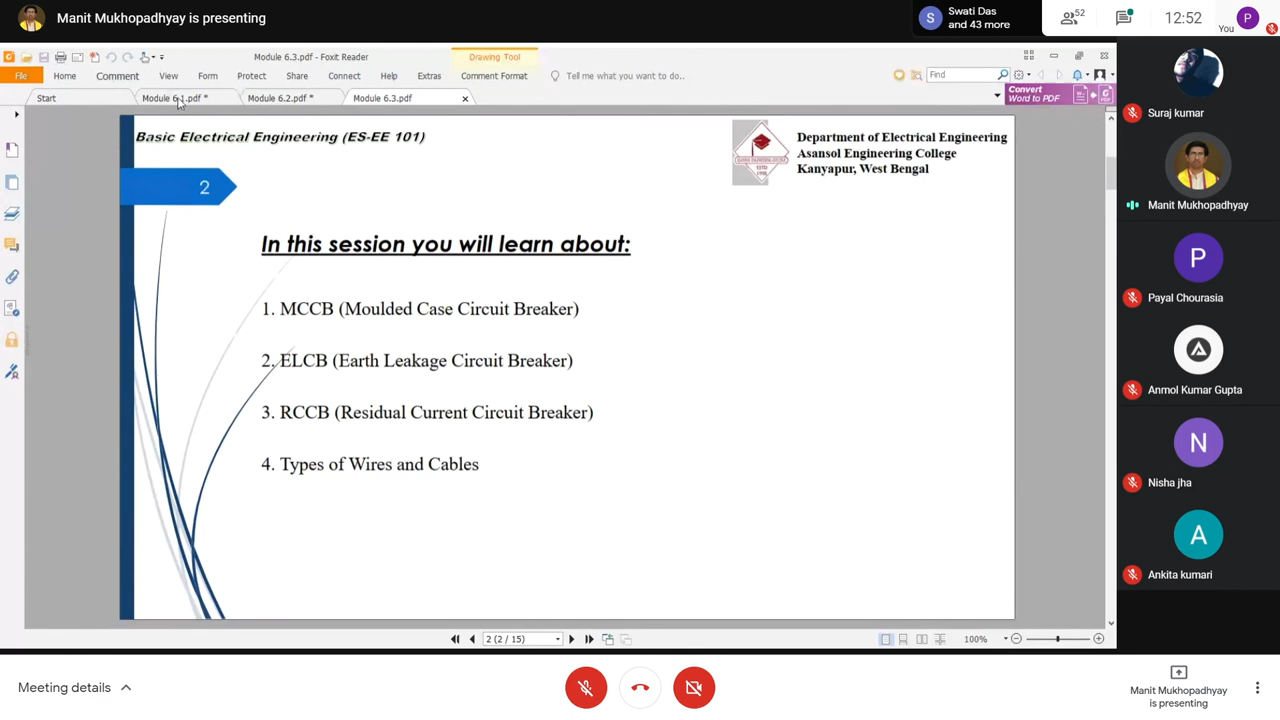 Manit Mukhopadhyay is presenting
S
Swati Das
and 43 more
52
12:52
You
P
Module 6.3.pdf - Foxit Reader
Drawing Tool
File
Home
Comment
View
Form
Protect
Share
Connect
Help
Extras
Comment Format
Tell me what you want to do..
Find
Start
Module 6.1.pdf *
Module 6.2.pdf *
Module 6.3.pdf
Convert
Word to PDF
Basic Electrical Engineering (ES-EE 101)
Department of Electrical Engineering
Asansol Engineering College
Kanyapur, West Bengal
2
In this session you will learn about:
1. MCCB (Moulded Case Circuit Breaker)
2. ELCB (Earth Leakage Circuit Breaker)
3. RCCB (Residual Current Circuit Breaker)
4. Types of Wires and Cables
2 (2 / 15)
100%
Suraj kumar
Manit Mukhopadhyay
P
Payal Chourasia
Anmol Kumar Gupta
N
Nisha jha
A
Ankita kumari
Meeting details
Manit Mukhopadhyay
is presenting